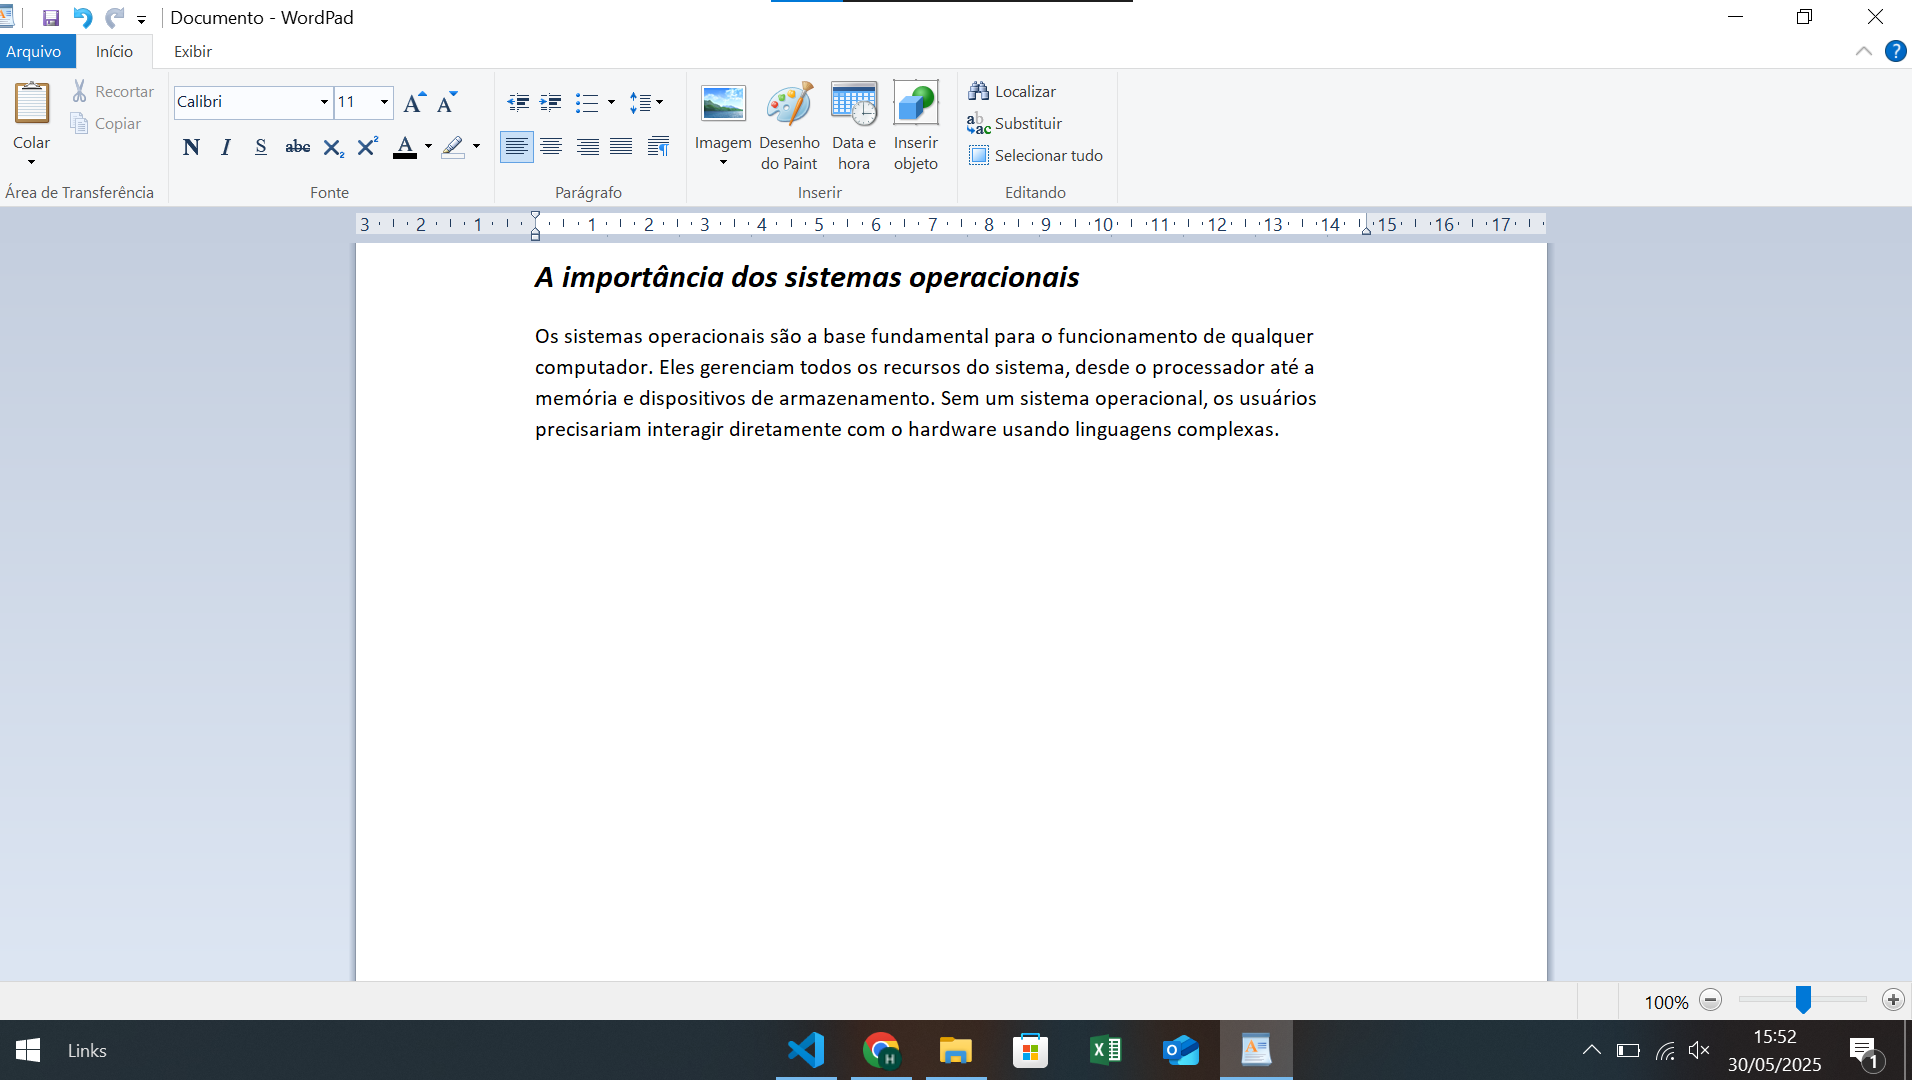 Documento - WordPad
Arquivo
Início
Exibir
Colar
Recortar
Copiar
Área de Transferência
Calibri
11
N I S abc X₂ X² A
Fonte
Parágrafo
Imagem
Desenho
do Paint
Data e
hora
Inserir
objeto
Inserir
Localizar
Substituir
Selecionar tudo
Editando
3 2 1 1 2 3 4 5 6 7 8 9 10 11 12 13 14 15 16 17
A importância dos sistemas operacionais
Os sistemas operacionais são a base fundamental para o funcionamento de qualquer
computador. Eles gerenciam todos os recursos do sistema, desde o processador até a
memória e dispositivos de armazenamento. Sem um sistema operacional, os usuários
precisariam interagir diretamente com o hardware usando linguagens complexas.
100%
Links
15:52
30/05/2025
1